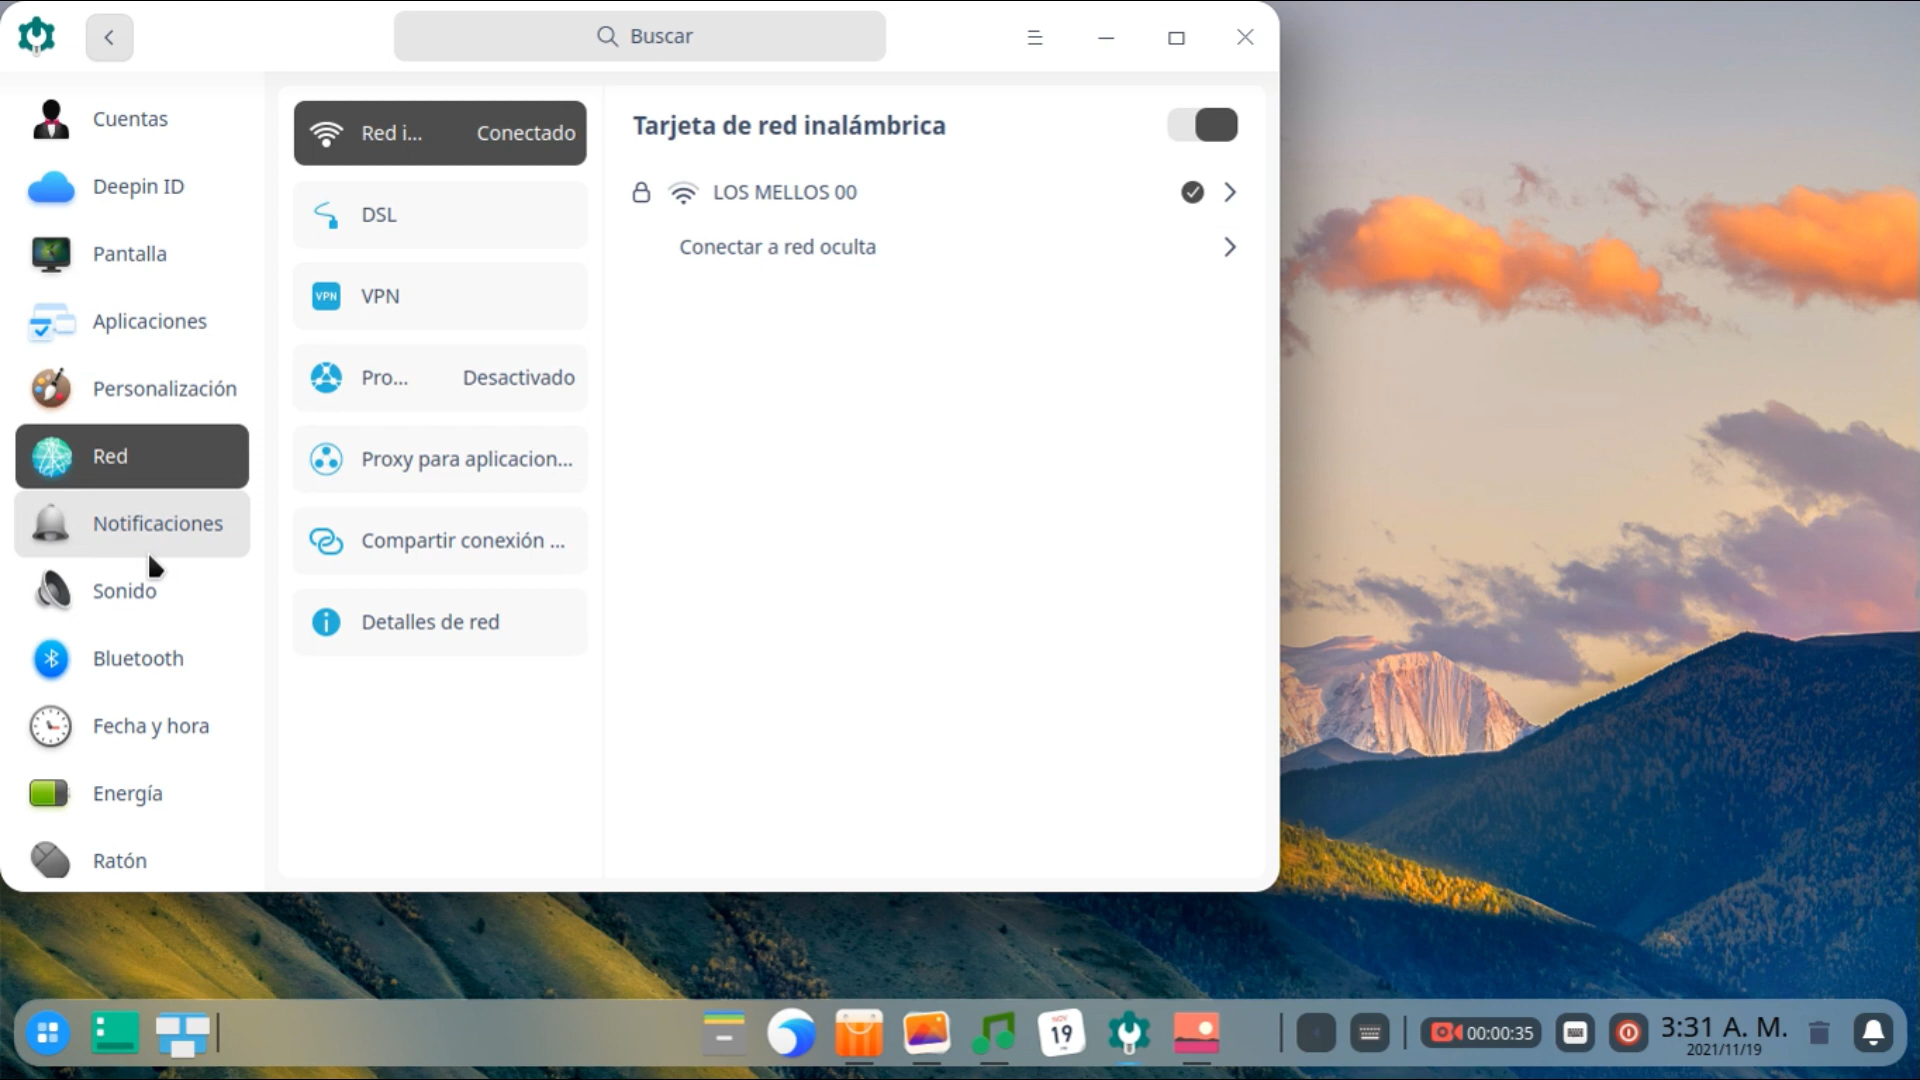 Buscar
Cuentas
Deepin ID
Pantalla
Aplicaciones
Personalización
Red
Notificaciones
Sonido
Bluetooth
Fecha y hora
Energía
Ratón
Red i... Conectado
DSL
VPN VPN
Pro... Desactivado
Proxy para aplicacion...
Compartir conexión ...
Detalles de red
Tarjeta de red inalámbrica
LOS MELLOS 00
Conectar a red oculta
NOV
19
00:00:35
3:31 A. M.
2021/11/19